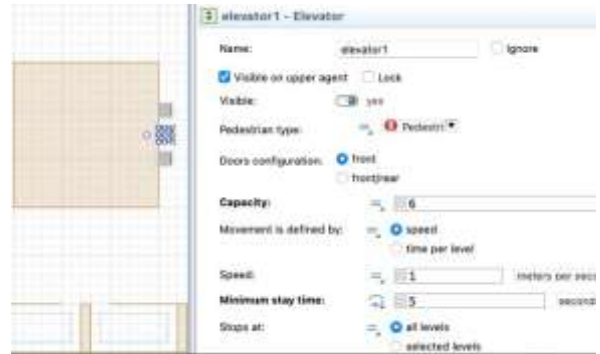 elevator1 - Elevator
Name: elevator1 Ignore
Visible on upper agent Lock
Visible: yes
Pedestrian type: Pedestri
Doors configuration: front
front/rear
Capacity: 6
Movement is defined by: speed
time per level
Speed: 1 meters per seco
Minimum stay time: 5 second
Stops at: all levels
selected levels